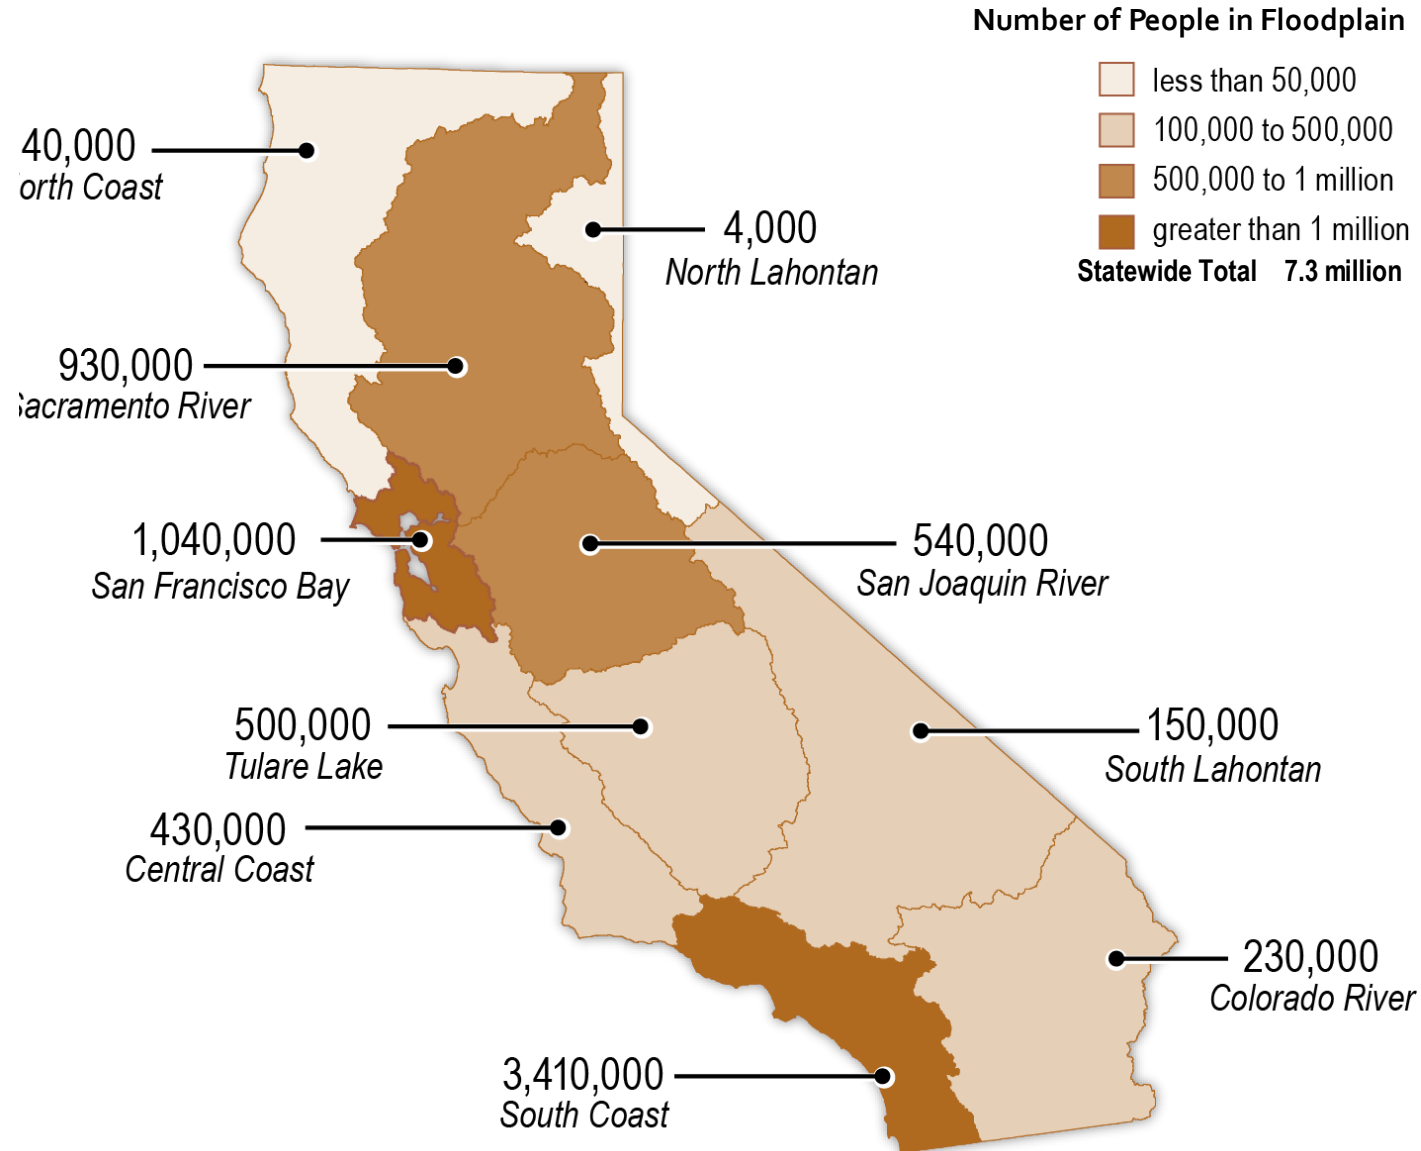 Number of People in Floodplain
less than 50,000
100,000 to 500,000
500,000 to 1 million
greater than 1 million
Statewide Total 7.3 million
40,000
orth Coast
4,000
North Lahontan
930,000
Sacramento River
1,040,000
San Francisco Bay
540,000
San Joaquin River
500,000
Tulare Lake
150,000
South Lahontan
430,000
Central Coast
230,000
Colorado River
3,410,000
South Coast